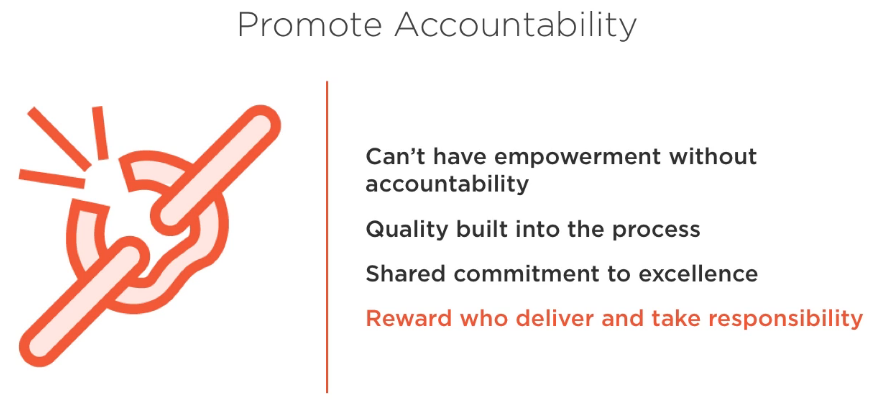 Promote Accountability
Can’t have empowerment without
accountability
Quality built into the process
Shared commitment to excellence
Reward who deliver and take responsibility